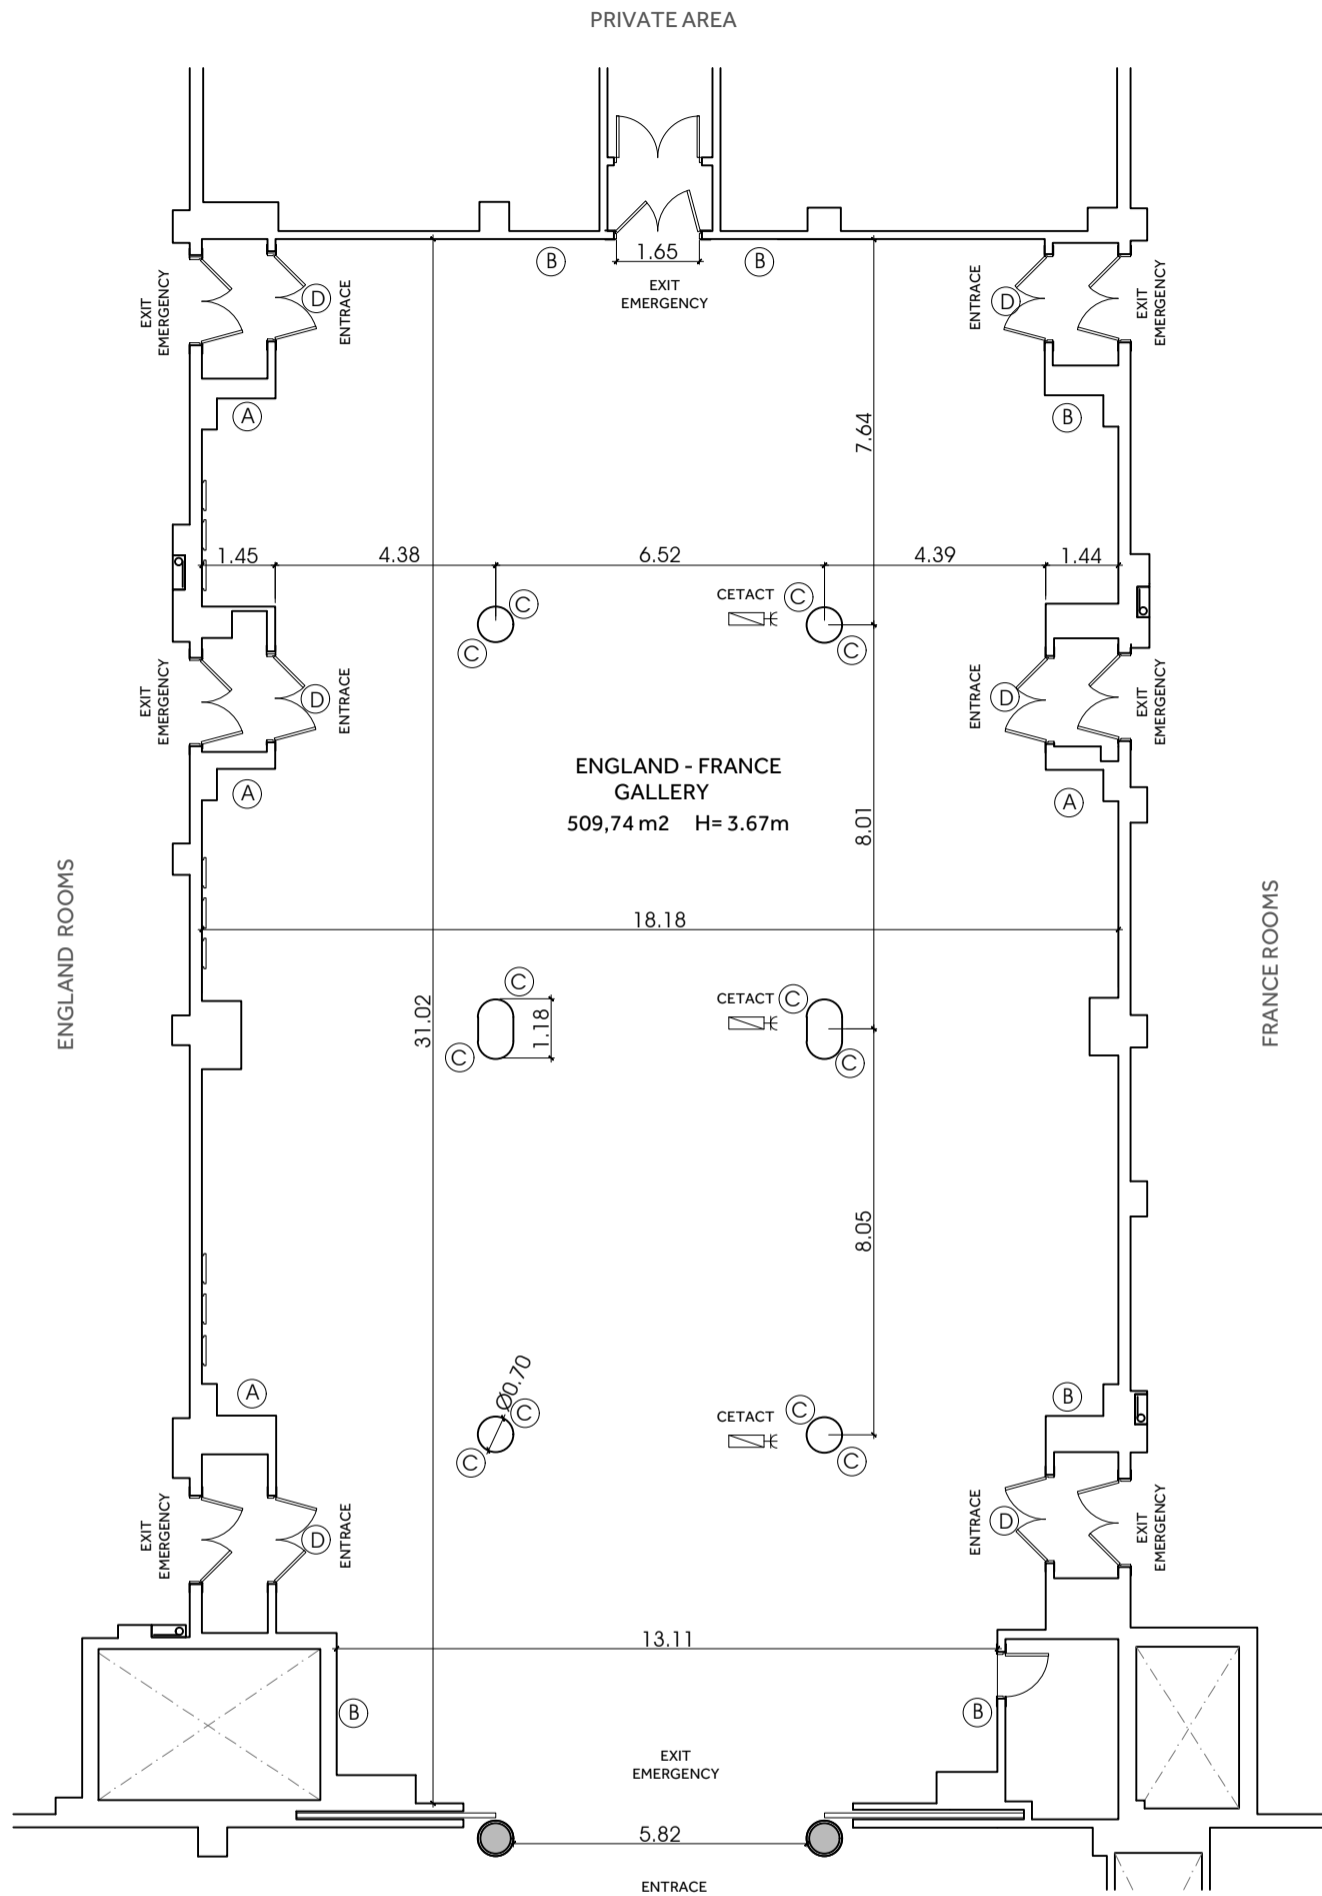 PRIVATE AREA
B
1.65
B
EXIT
EMERGENCY
EXIT
EMERGENCY
D
ENTRACE
ENTRACE
D
EXIT
EMERGENCY
A
7.64
B
1.45
4.38
6.52
4.39
1.44
C
CETACT
C
C
C
EXIT
EMERGENCY
D
ENTRACE
ENTRACE
D
EXIT
EMERGENCY
ENGLAND - FRANCE
GALLERY
509,74 m2 H= 3.67m
A
A
8.01
ENGLAND ROOMS
FRANCE ROOMS
18.18
31.02
C
1.18
C
CETACT
C
C
8.05
A
Ø0.70
C
C
CETACT
C
C
B
EXIT
EMERGENCY
D
ENTRACE
ENTRACE
D
EXIT
EMERGENCY
13.11
B
B
EXIT
EMERGENCY
5.82
ENTRACE